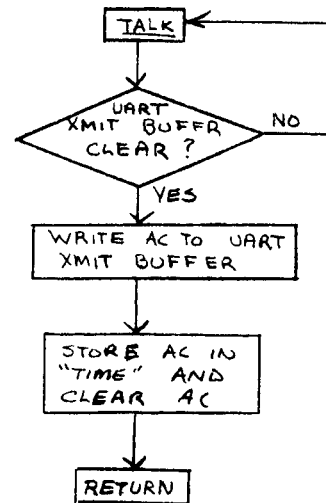 TALK
UART
XMIT BUFFR
CLEAR ?
NO
YES
WRITE AC TO UART
XMIT BUFFER
STORE AC IN
"TIME" AND
CLEAR AC
RETURN